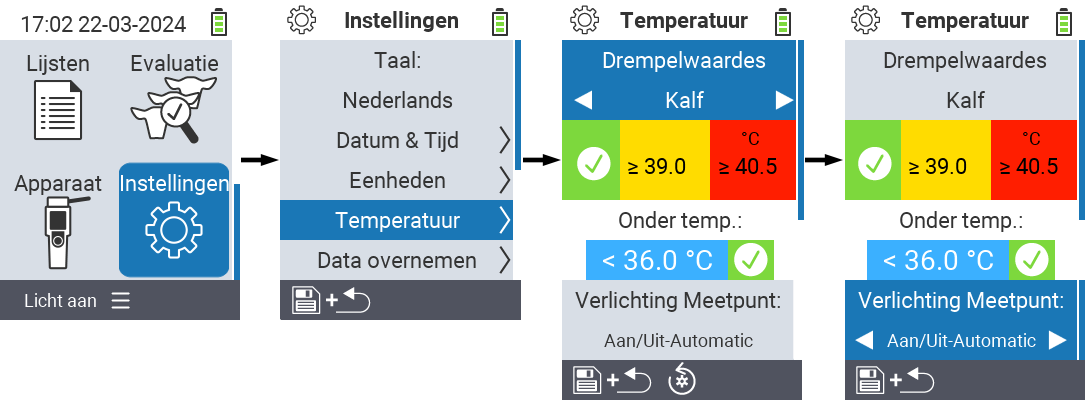 17:02 22-03-2024
Lijsten
Evaluatie
Apparaat
Instellingen
Licht aan
Instellingen
Taal:
Nederlands
Datum & Tijd
Eenheden
Temperatuur
Data overnemen
+
Temperatuur
Drempelwaardes
Kalf
°C
≥ 39.0
≥ 40.5
Onder temp.:
< 36.0 °C
Verlichting Meetpunt:
Aan/Uit-Automatic
+
Temperatuur
Drempelwaardes
Kalf
°C
≥ 39.0
≥ 40.5
Onder temp.:
< 36.0 °C
Verlichting Meetpunt:
Aan/Uit-Automatic
+